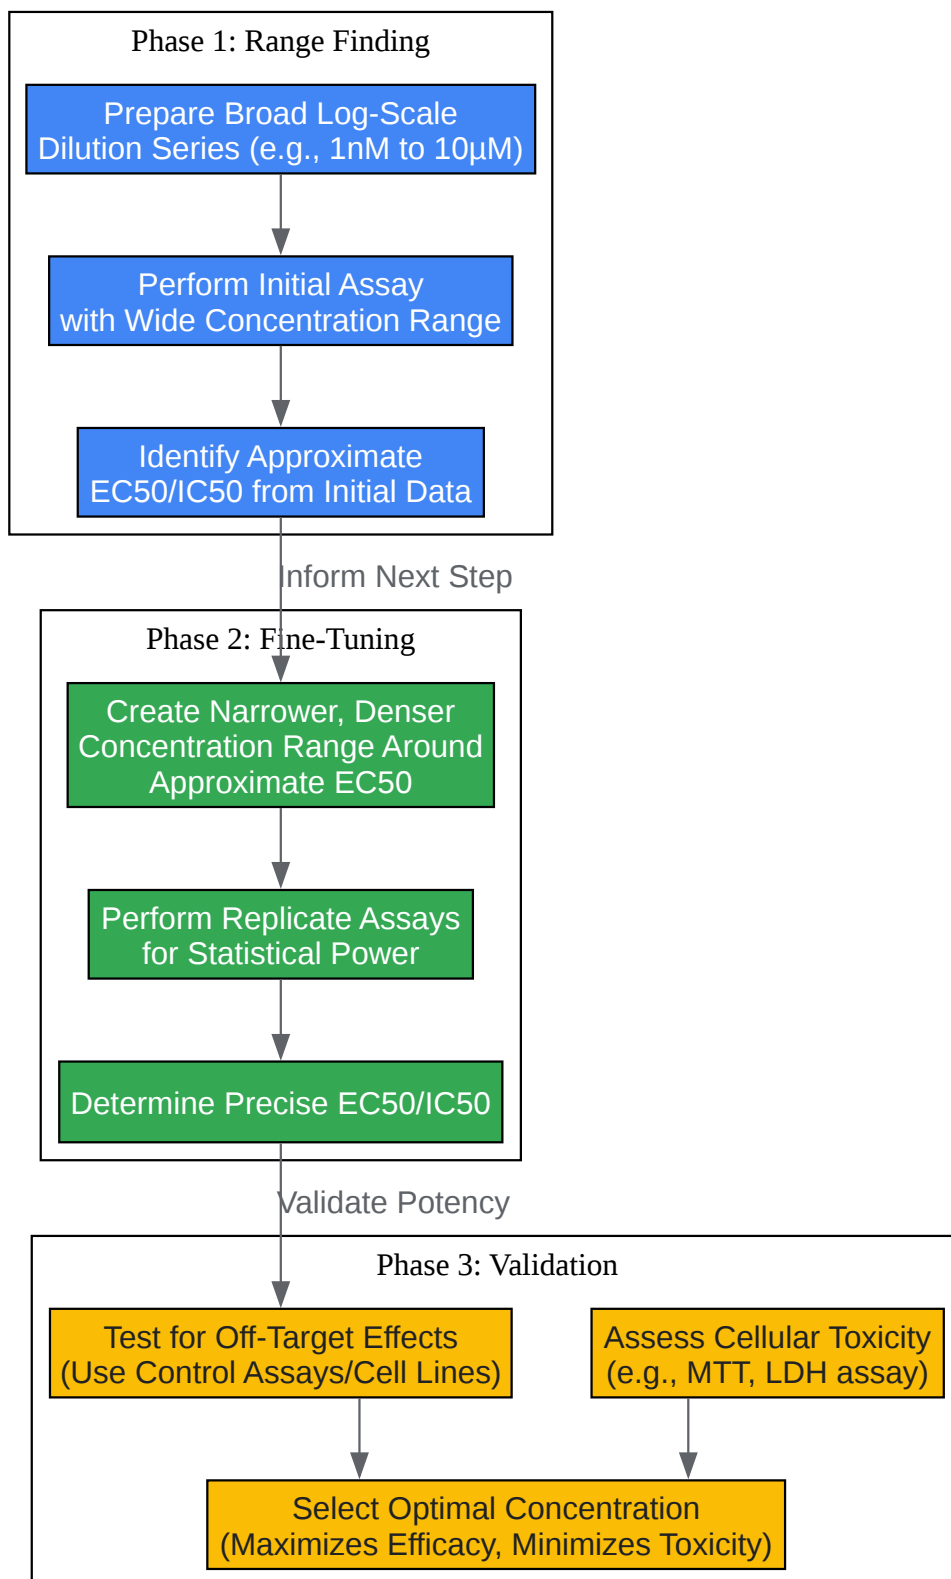 Phase 1: Range Finding
Prepare Broad Log-Scale
Dilution Series (e.g., 1nM to 10µM)
Perform Initial Assay
with Wide Concentration Range
Identify Approximate
EC50/IC50 from Initial Data
Inform Next Step
Phase 2: Fine-Tuning
Create Narrower, Denser
Concentration Range Around
Approximate EC50
Perform Replicate Assays
for Statistical Power
Determine Precise EC50/IC50
Validate Potency
Phase 3: Validation
Test for Off-Target Effects
(Use Control Assays/Cell Lines)
Assess Cellular Toxicity
(e.g., MTT, LDH assay)
Select Optimal Concentration
(Maximizes Efficacy, Minimizes Toxicity)